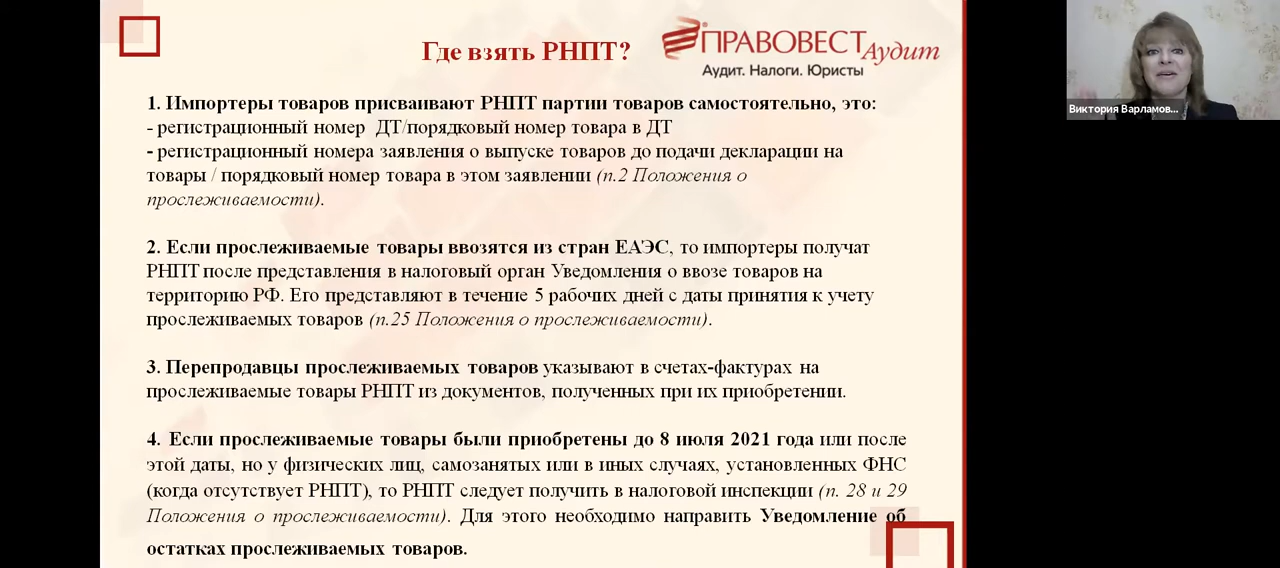 Где взять РНПТ?
ПРАВОВЕСТ Аудит
Аудит. Налоги. Юристы
1. Импортеры товаров присваивают РНПТ партии товаров самостоятельно, это:
- регистрационный номер ДТ/порядковый номер товара в ДТ
- регистрационный номера заявления о выпуске товаров до подачи декларации на
товары / порядковый номер товара в этом заявлении (п.2 Положения о
прослеживаемости).
2. Если прослеживаемые товары ввозятся из стран ЕАЭС, то импортеры получат
РНПТ после представления в налоговый орган Уведомления о ввозе товаров на
территорию РФ. Его представляют в течение 5 рабочих дней с даты принятия к учету
прослеживаемых товаров (п.25 Положения о прослеживаемости).
3. Перепродавцы прослеживаемых товаров указывают в счетах-фактурах на
прослеживаемые товары РНПТ из документов, полученных при их приобретении.
4. Если прослеживаемые товары были приобретены до 8 июля 2021 года или после
этой даты, но у физических лиц, самозанятых или в иных случаях, установленных ФНС
(когда отсутствует РНПТ), то РНПТ следует получить в налоговой инспекции (п. 28 и 29
Положения о прослеживаемости). Для этого необходимо направить Уведомление об
остатках прослеживаемых товаров.
Виктория Варламов...